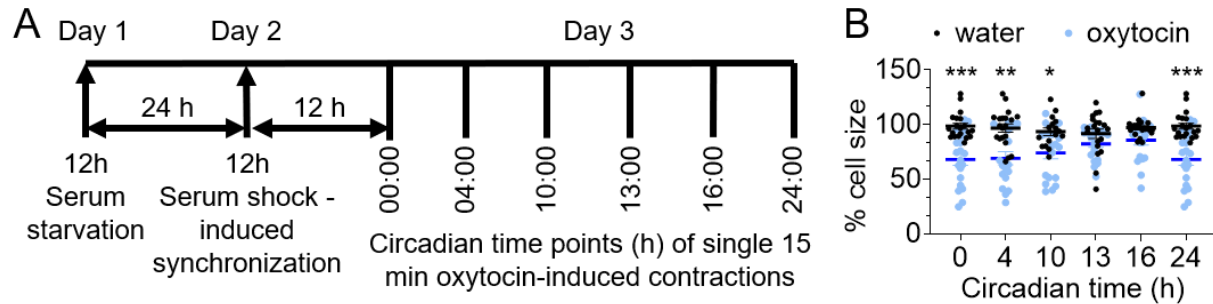 A
Day 1
Day 2
Day 3
24 h
12 h
12h
Serum
starvation
12h
Serum shock -
induced
synchronization
00:00
04:00
10:00
13:00
16:00
24:00
Circadian time points (h) of single 15
min oxytocin-induced contractions
B
water
oxytocin
*** ** * ***
150
100
50
0
% cell size
0 4 10 13 16 24
Circadian time (h)